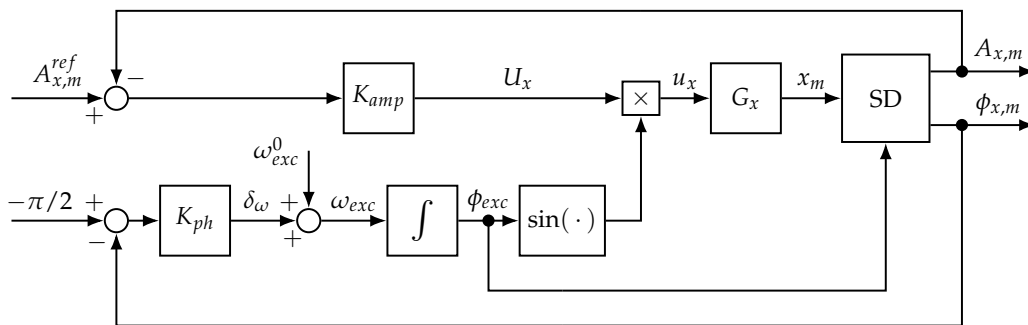 A_{x,m}^{ref}
+
−
K_{amp}
U_x
×
u_x
G_x
x_m
SD
A_{x,m}
ϕ_{x,m}
ω_{exc}^0
−π/2
+
−
K_{ph}
δ_ω
+
+
ω_{exc}
∫
ϕ_{exc}
sin(·)